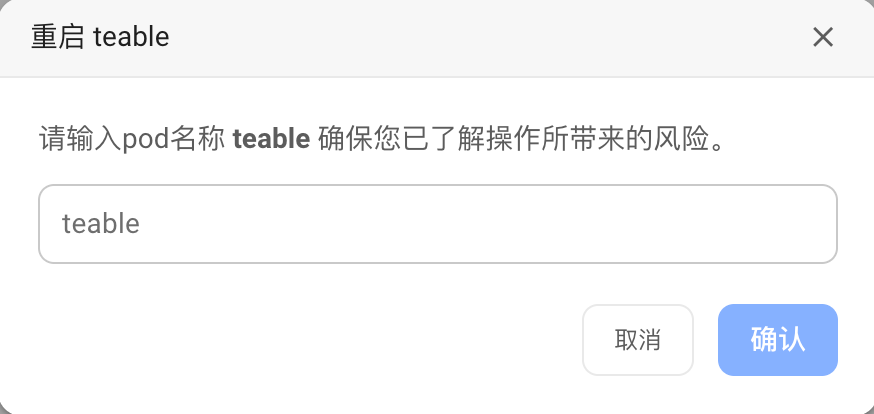 重启 teable
请输入pod名称 teable 确保您已了解操作所带来的风险。
teable
取消
确认